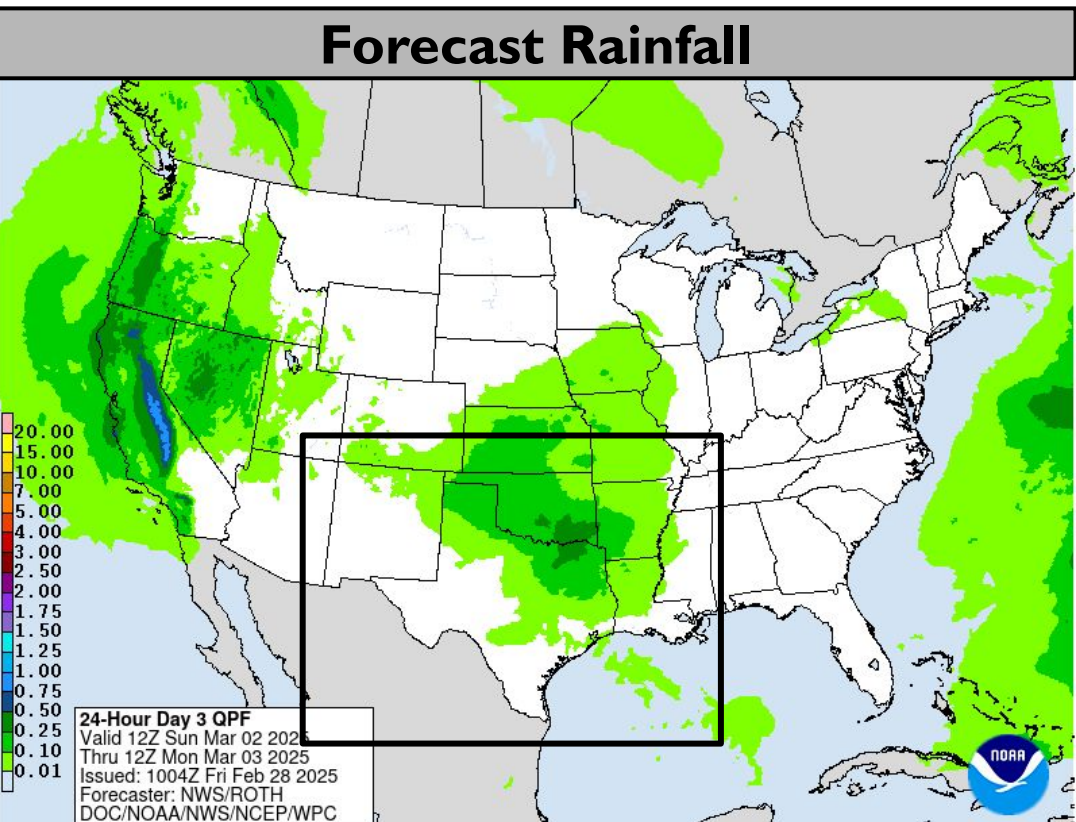 Forecast Rainfall
20.00
15.00
10.00
7.00
5.00
4.00
3.00
2.50
2.00
1.75
1.50
1.25
1.00
0.75
0.50
0.25
0.10
0.01
24-Hour Day 3 QPF
Valid 12Z Sun Mar 02 2025
Thru 12Z Mon Mar 03 2025
Issued: 1004Z Fri Feb 28 2025
Forecaster: NWS/ROTH
DOC/NOAA/NWS/NCEP/WPC
NOAA